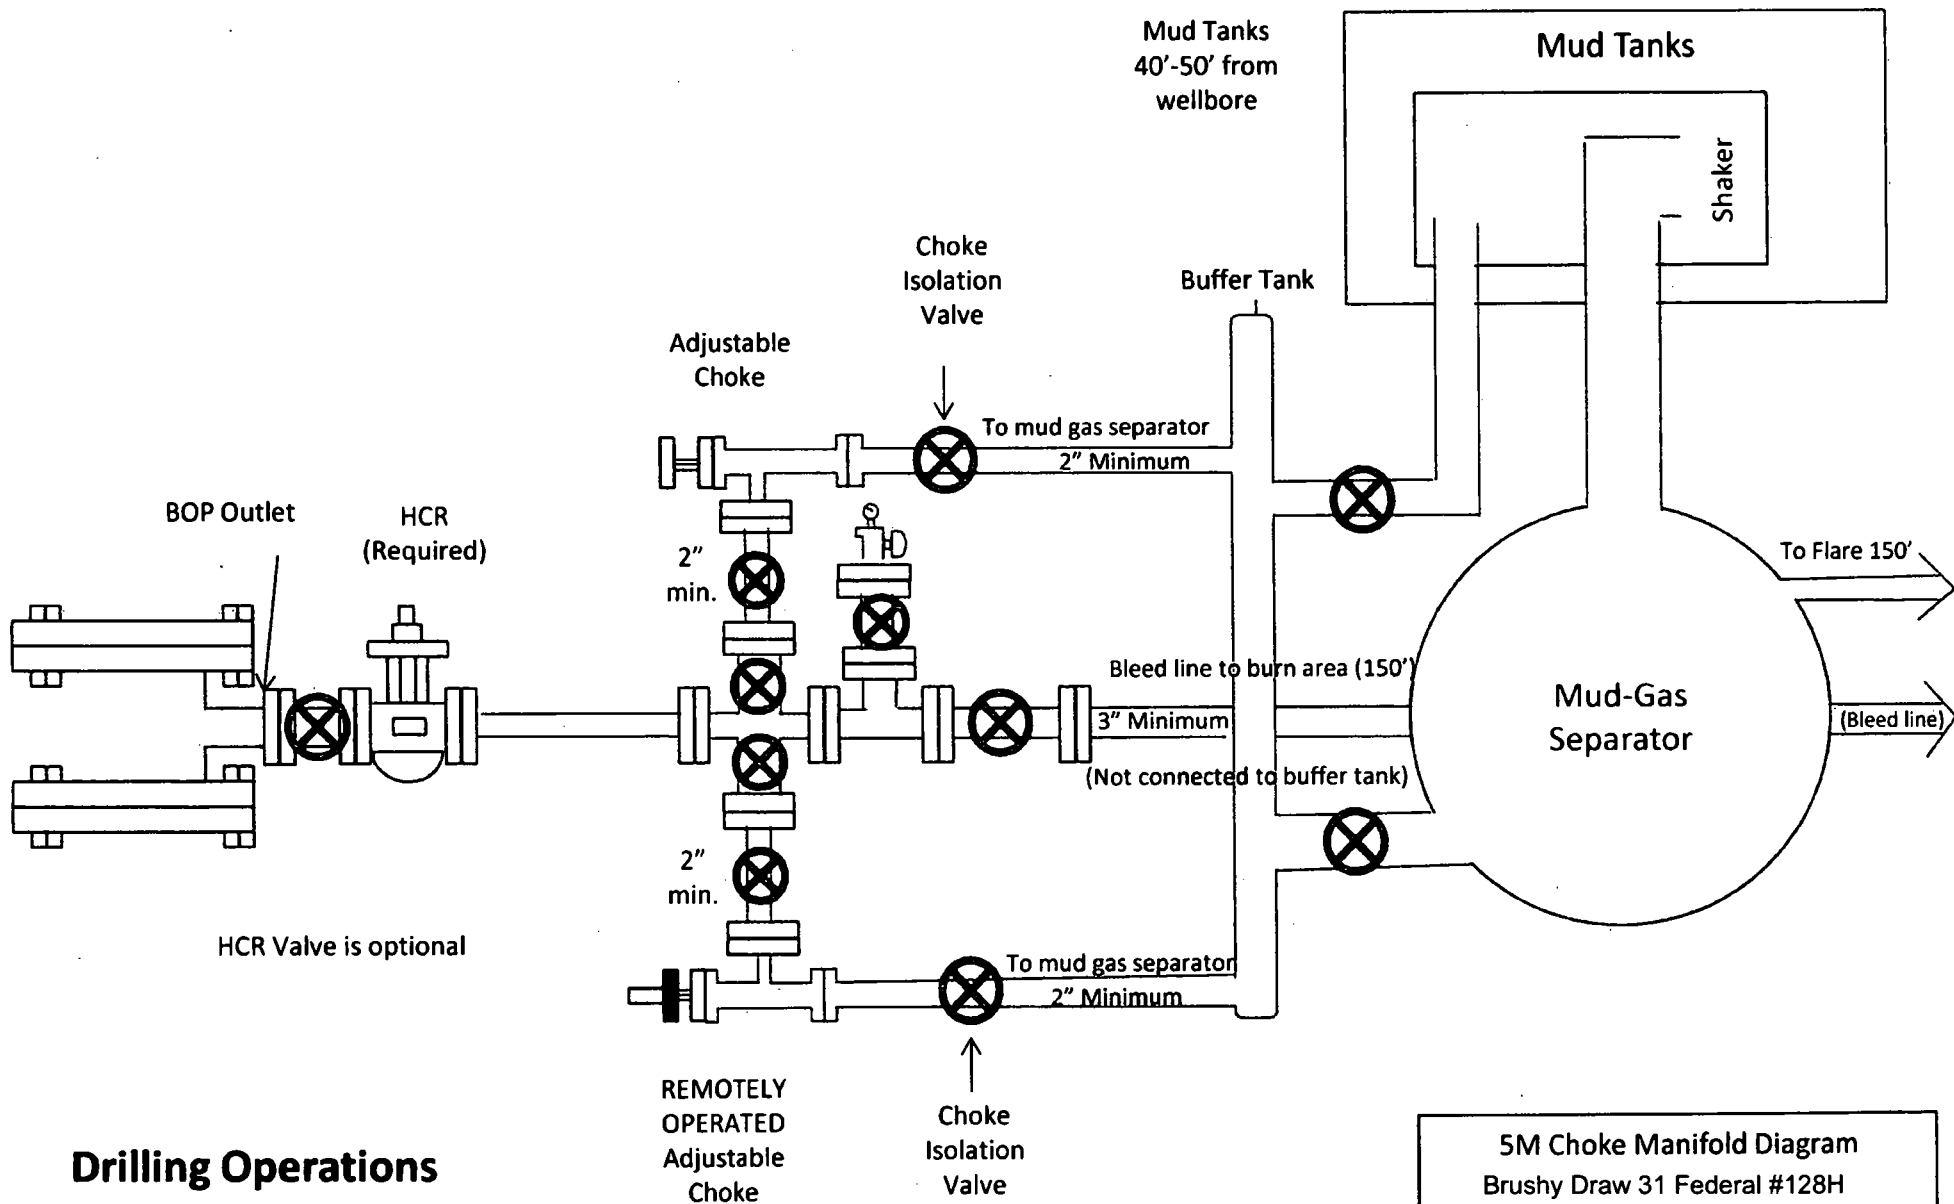 Mud Tanks
40'-50' from
wellbore
Mud Tanks
Shaker
Choke
Isolation
Valve
Buffer Tank
Adjustable
Choke
To mud gas separator
2" Minimum
BOP Outlet
HCR
(Required)
2"
min.
To Flare 150'
Bleed line to burn area (150')
3" Minimum
(Not connected to buffer tank)
Mud-Gas
Separator
(Bleed line)
2"
min.
HCR Valve is optional
To mud gas separator
2" Minimum
REMOTELY
OPERATED
Adjustable
Choke
Choke
Isolation
Valve
Drilling Operations
5M Choke Manifold Diagram
Brushy Draw 31 Federal #128H